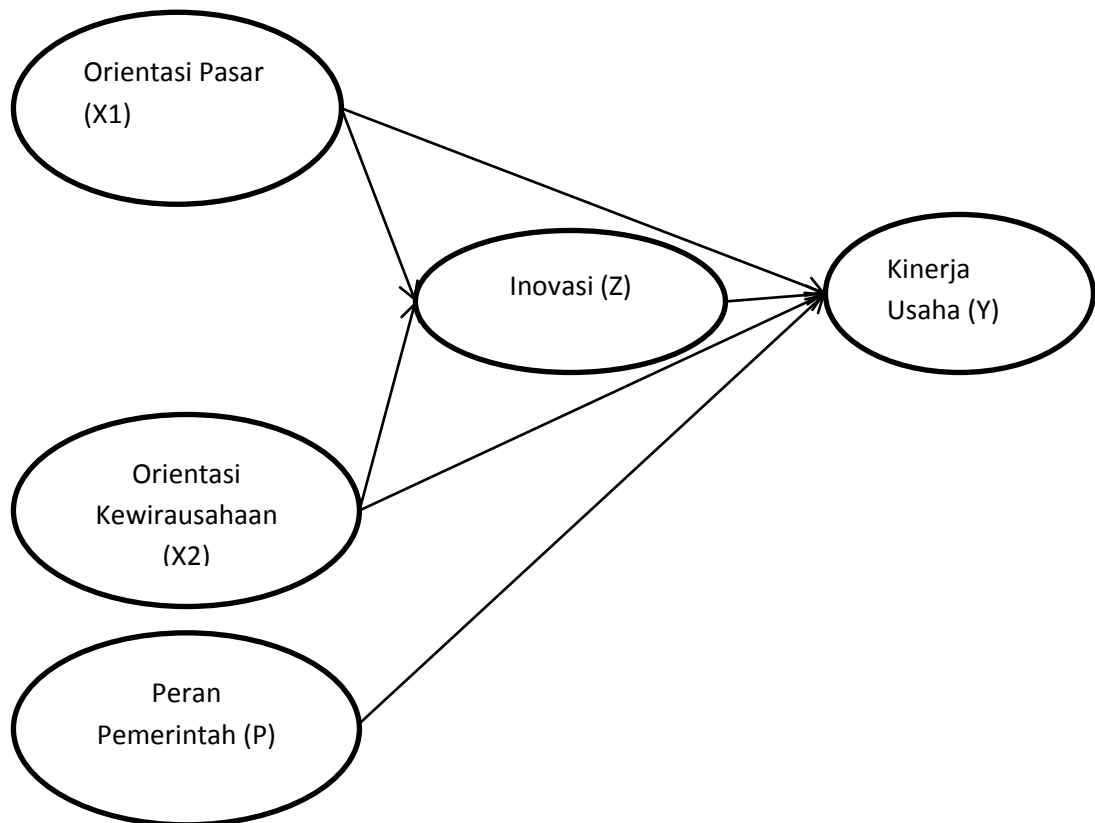 Orientasi Pasar
(X1)
Inovasi (Z)
Kinerja
Usaha (Y)
Orientasi
Kewirausahaan
(X2)
Peran
Pemerintah (P)